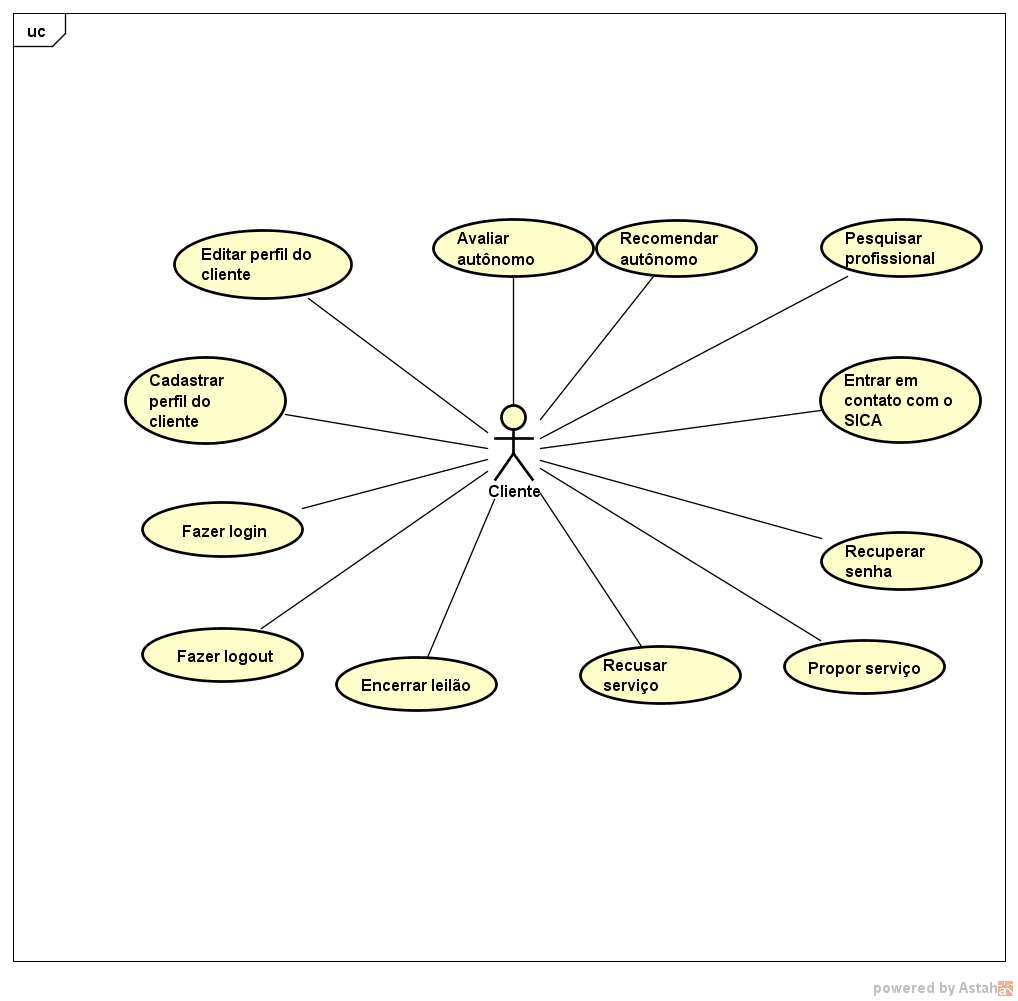 uc
Editar perfil do
cliente
Avaliar
autônomo
Recomendar
autônomo
Pesquisar
profissional
Cadastrar
perfil do
cliente
Entrar em
contato com o
SICA
Cliente
Fazer login
Recuperar
senha
Fazer logout
Encerrar leilão
Recusar
serviço
Propor serviço
powered by Astah